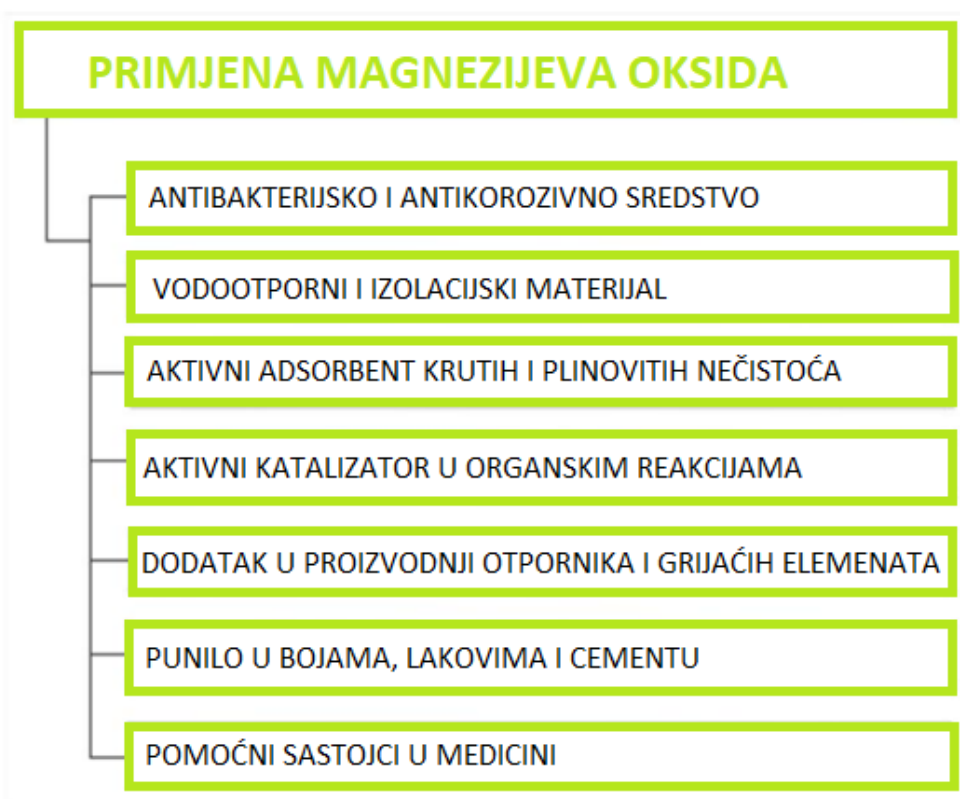 PRIMJENA MAGNEZIJEVA OKSIDA
ANTIBAKTERIJSKO I ANTIKOROZIVNO SREDSTVO
VODOOTPORNI I IZOLACIJSKI MATERIJAL
AKTIVNI ADSORBENT KRUTIH I PLINOVITIH NEČISTOĆA
AKTIVNI KATALIZATOR U ORGANSKIM REAKCIJAMA
DODATAK U PROIZVODNJI OTPORNIKA I GRIJAĆIH ELEMENATA
PUNILO U BOJAMA, LAKOVIMA I CEMENTU
POMOĆNI SASTOJCI U MEDICINI